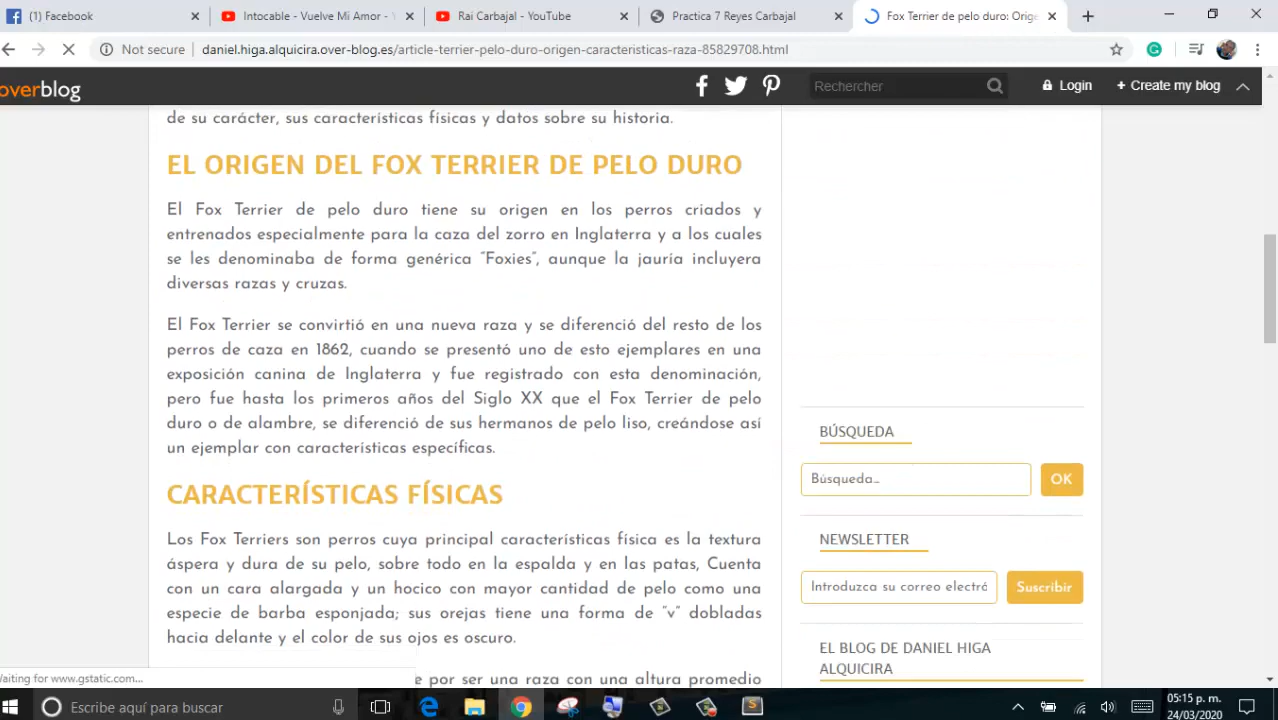 Facebook
Intocable - Vuelve Mi Amor -
Rai Carbajal - YouTube
Practica 7 Reyes Carbajal
Fox Terrier de pelo duro: Orige
Not secure
daniel.higa.alquicira.over-blog.es/article-terrier-pelo-duro-origen-caracteristicas-raza-85829708.html
overblog
Rechercher
Login
+ Create my blog
de su carácter, sus características físicas y datos sobre su historia.
EL ORIGEN DEL FOX TERRIER DE PELO DURO
El Fox Terrier de pelo duro tiene su origen en los perros criados y
entrenados especialmente para la caza del zorro en Inglaterra y a los cuales
se les denominaba de forma genérica “Foxies”, aunque la jauría incluyera
diversas razas y cruzas.
El Fox Terrier se convirtió en una nueva raza y se diferenció del resto de los
perros de caza en 1862, cuando se presentó uno de esto ejemplares en una
exposición canina de Inglaterra y fue registrado con esta denominación,
pero fue hasta los primeros años del Siglo XX que el Fox Terrier de pelo
duro o de alambre, se diferenció de sus hermanos de pelo liso, creándose así
un ejemplar con características específicas.
CARACTERÍSTICAS FÍSICAS
Los Fox Terriers son perros cuya principal características física es la textura
áspera y dura de su pelo, sobre todo en la espalda y en las patas, Cuenta
con un cara alargada y un hocico con mayor cantidad de pelo como una
especie de barba esponjada; sus orejas tiene una forma de “v” dobladas
hacia delante y el color de sus ojos es oscuro.
e por ser una raza con una altura promedio
BÚSQUEDA
Búsqueda...
OK
NEWSLETTER
Introduzca su correo electró
Suscribir
EL BLOG DE DANIEL HIGA
ALQUICIRA
Waiting for www.gstatic.com...
Escribe aquí para buscar
05:15 p. m.
24/03/2020